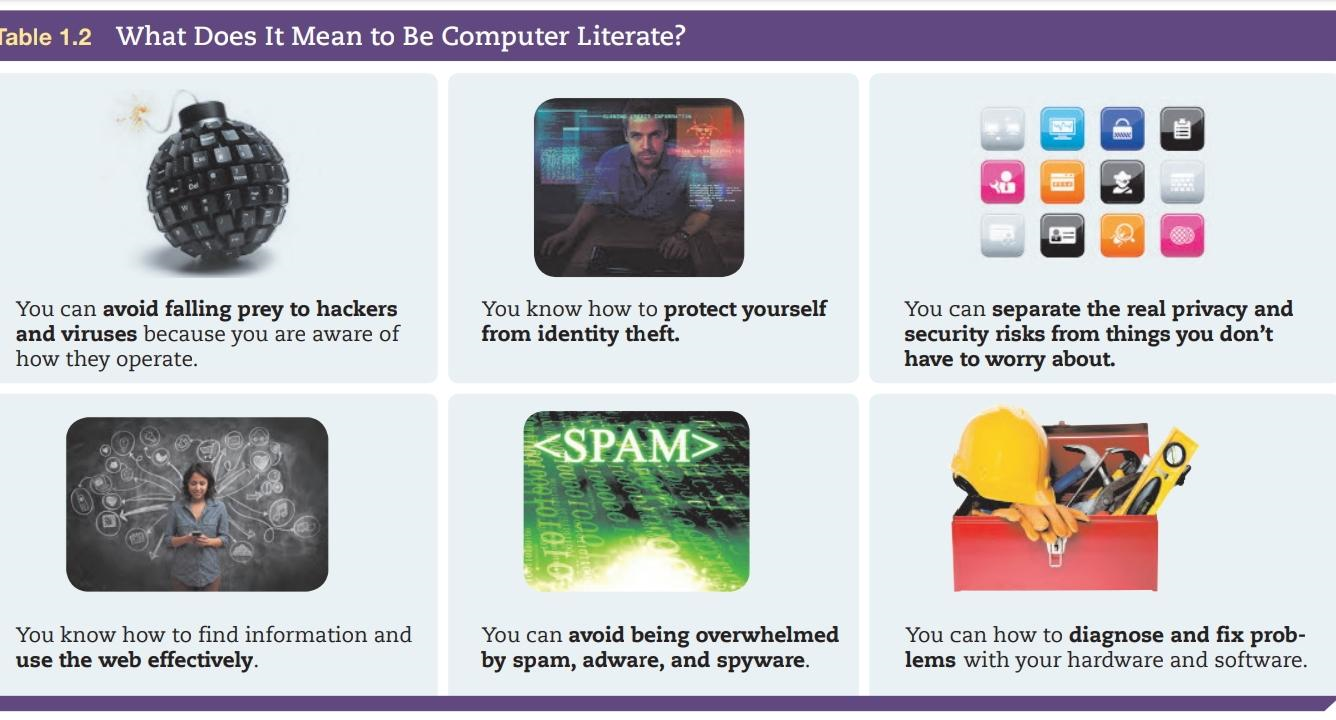 Table 1.2 What Does It Mean to Be Computer Literate?
You can avoid falling prey to hackers
and viruses because you are aware of
how they operate.
You know how to protect yourself
from identity theft.
You can separate the real privacy and
security risks from things you don't
have to worry about.
<SPAM>
You know how to find information and
use the web effectively.
You can avoid being overwhelmed
by spam, adware, and spyware.
You can how to diagnose and fix prob-
lems with your hardware and software.